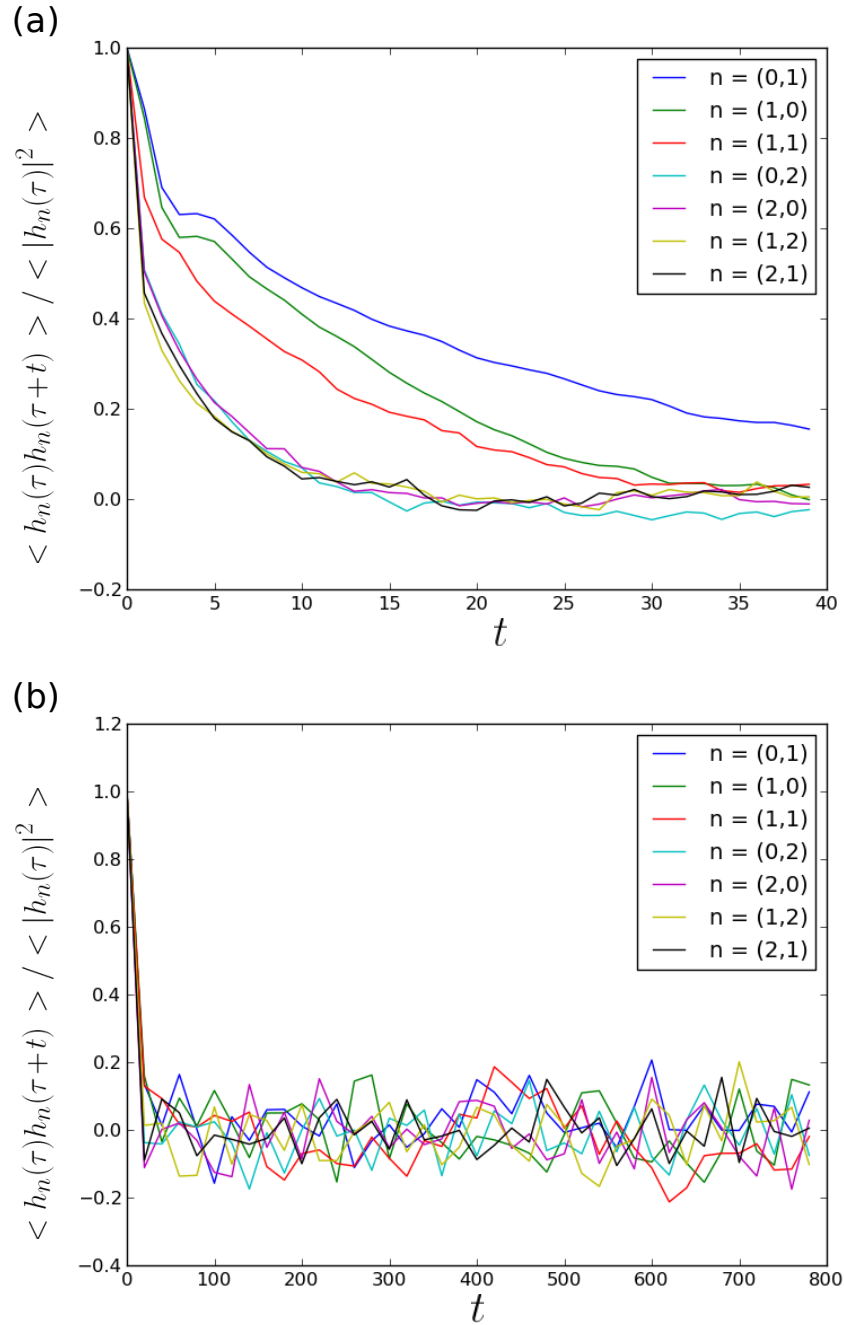 (a)
< h_n(τ)h_n(τ+t) > / < |h_n(τ)|^2 >
1.0
0.8
0.6
0.4
0.2
0.0
−0.2
n = (0,1)
n = (1,0)
n = (1,1)
n = (0,2)
n = (2,0)
n = (1,2)
n = (2,1)
0 5 10 15 20 25 30 35 40
t
(b)
< h_n(τ)h_n(τ+t) > / < |h_n(τ)|^2 >
1.2
1.0
0.8
0.6
0.4
0.2
0.0
−0.2
−0.4
n = (0,1)
n = (1,0)
n = (1,1)
n = (0,2)
n = (2,0)
n = (1,2)
n = (2,1)
0 100 200 300 400 500 600 700 800
t